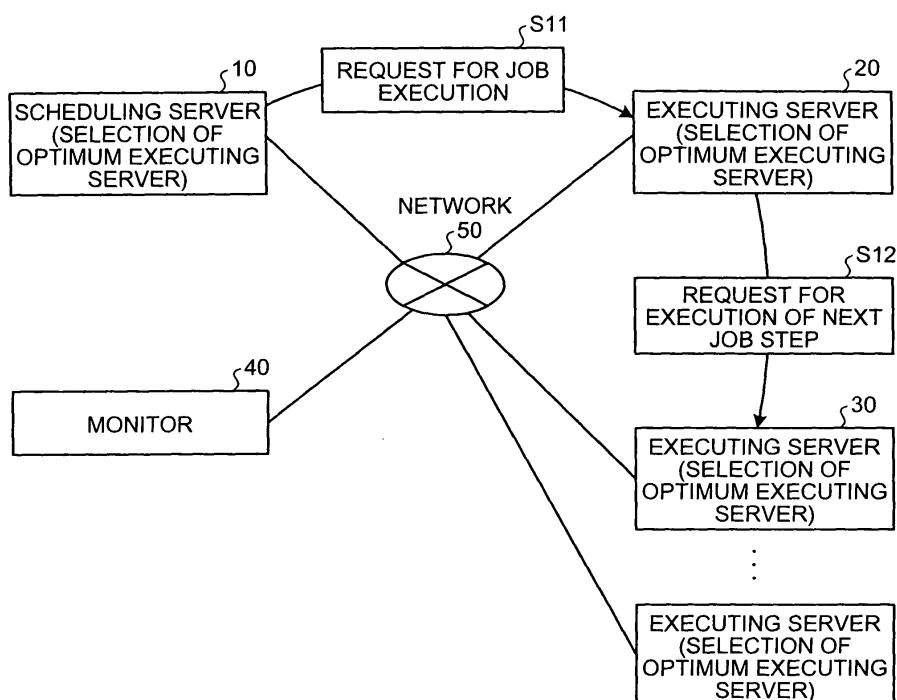 S11
REQUEST FOR JOB
EXECUTION
10
SCHEDULING SERVER
(SELECTION OF
OPTIMUM EXECUTING
SERVER)
20
EXECUTING SERVER
(SELECTION OF
OPTIMUM EXECUTING
SERVER)
NETWORK
50
S12
REQUEST FOR
EXECUTION OF NEXT
JOB STEP
40
MONITOR
30
EXECUTING SERVER
(SELECTION OF
OPTIMUM EXECUTING
SERVER)
EXECUTING SERVER
(SELECTION OF
OPTIMUM EXECUTING
SERVER)